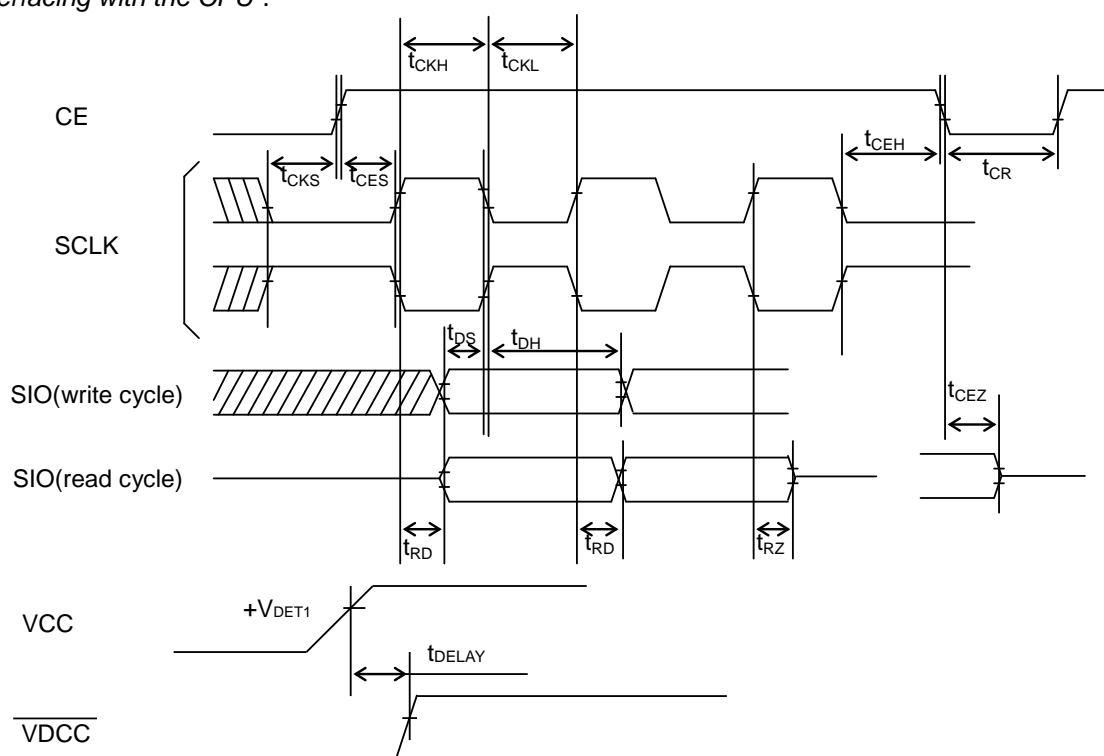 erfacing with the CPU".
tCKH
tCKL
CE
tCEH
tCKS
tCES
tCR
SCLK
tDS
tDH
SIO(write cycle)
tCEZ
SIO(read cycle)
tRD
tRD
tRZ
+VDET1
VCC
tDELAY
VDCC